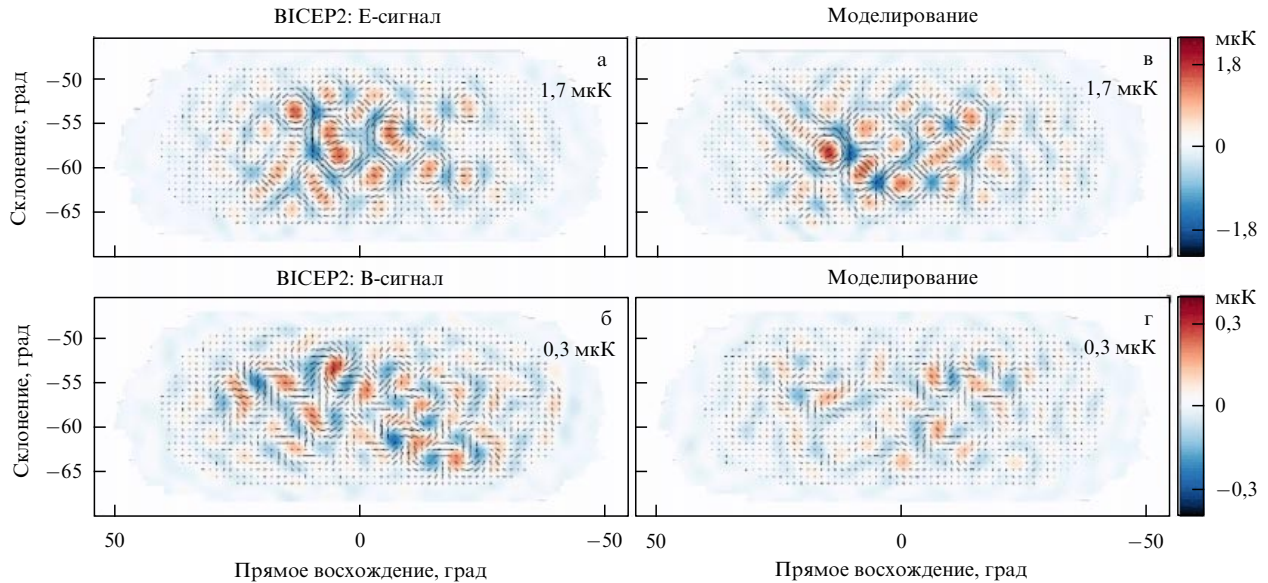 BICEP2: Е-сигнал
Моделирование
а
1,7 мкК
в
1,7 мкК
мкК
1,8
0
−1,8
Склонение, град
−50
−55
−60
−65
BICEP2: В-сигнал
Моделирование
б
0,3 мкК
г
0,3 мкК
мкК
0,3
0
−0,3
Склонение, град
−50
−55
−60
−65
50
0
−50
50
0
−50
Прямое восхождение, град
Прямое восхождение, град